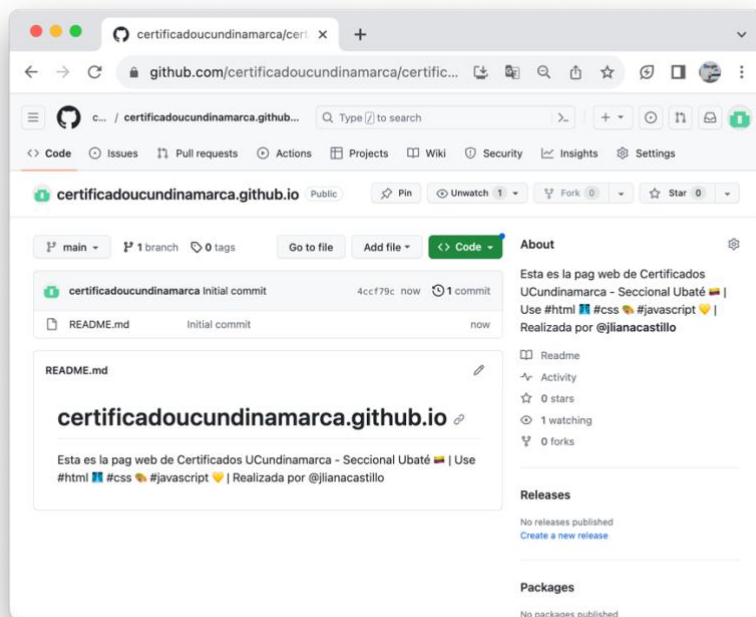 certificadoucundinamarca/cert
github.com/certificadoucundinamarca/certific...
c... / certificadoucundinamarca.github...
Type / to search
Code Issues Pull requests Actions Projects Wiki Security Insights Settings
certificadoucundinamarca.github.io Public Pin Unwatch 1 Fork 0 Star 0
main 1 branch 0 tags Go to file Add file Code
certificadoucundinamarca Initial commit 4ccf79c now 1 commit
README.md Initial commit now
README.md
certificadoucundinamarca.github.io
Esta es la pag web de Certificados UCundinamarca - Seccional Ubaté 🇨🇴 | Use
#html #css 🎨 #javascript 💛 | Realizada por @jlianacastillo
About
Esta es la pag web de Certificados
UCundinamarca - Seccional Ubaté 🇨🇴 |
Use #html #css 🎨 #javascript 💛 |
Realizada por @jlianacastillo
Readme
Activity
0 stars
1 watching
0 forks
Releases
No releases published
Create a new release
Packages
No packages published